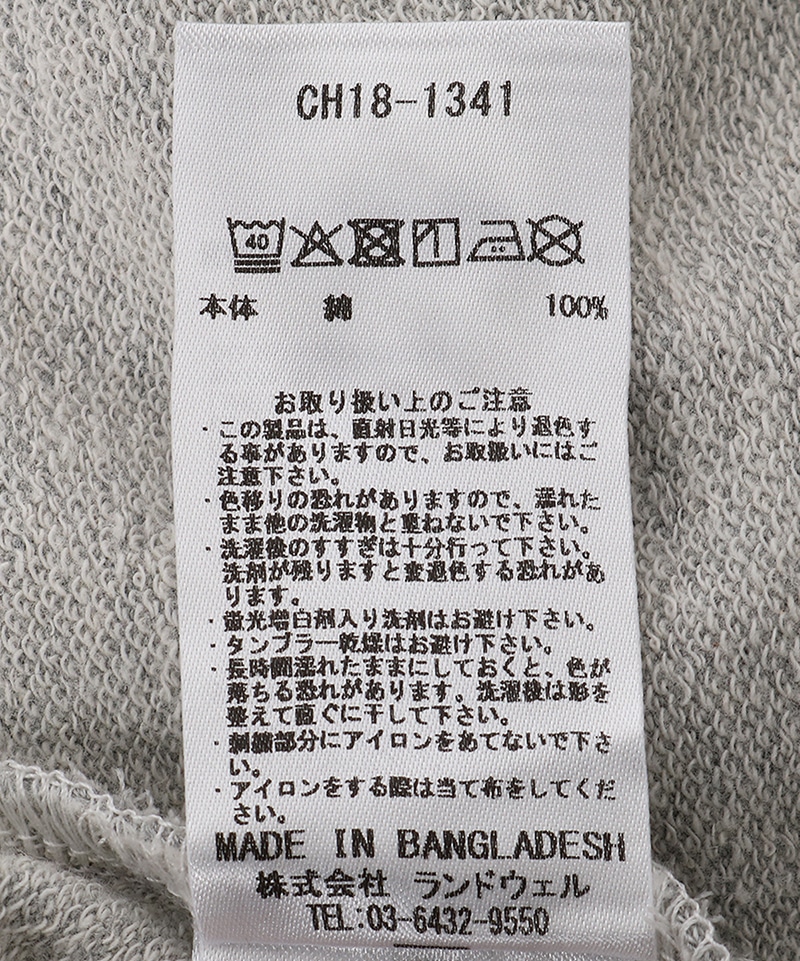 CH18-1341
40
本体 綿 100%
お取り扱い上のご注意
・この製品は、直射日光等により退色す
る事がありますので、お取扱いにはご
注意下さい。
・色移りの恐れがありますので、濡れた
まま他の洗濯物と重ねないで下さい。
・洗濯後のすすぎは十分行って下さい。
洗剤が残りますと変退色する恐れがあ
ります。
・蛍光増白剤入り洗剤はお避け下さい。
・タンブラー乾燥はお避け下さい。
・長時間濡れたままにしておくと、色が
落ちる恐れがあります。洗濯後は形を
整えて直ぐに干して下さい。
・刺繍部分にアイロンをあてないで下さ
い。
・アイロンをする際は当て布をしてくだ
さい。
MADE IN BANGLADESH
株式会社 ランドウェル
TEL:03-6432-9550